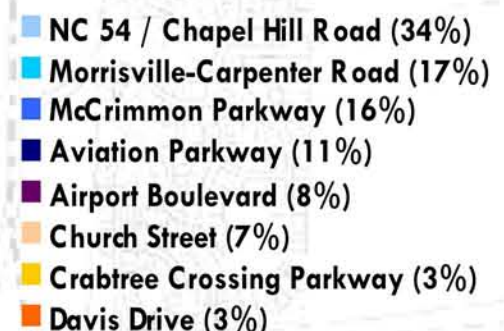 NC 54 / Chapel Hill Road (34%)
Morrisville-Carpenter Road (17%)
McCrimmon Parkway (16%)
Aviation Parkway (11%)
Airport Boulevard (8%)
Church Street (7%)
Crabtree Crossing Parkway (3%)
Davis Drive (3%)